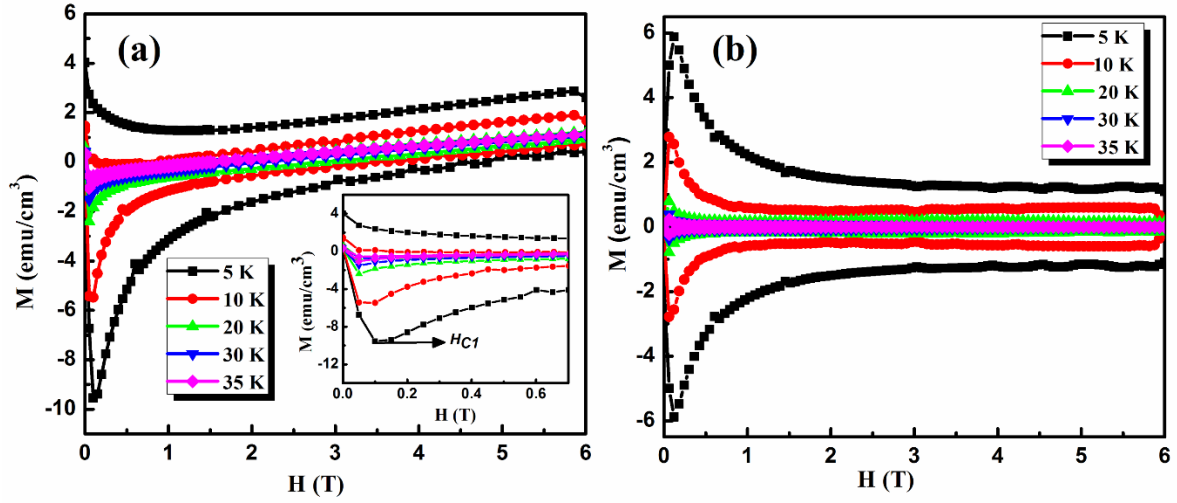 (a)
M (emu/cm³)
6
4
2
0
-2
-4
-6
-8
-10
0 1 2 3 4 5 6
H (T)
5 K
10 K
20 K
30 K
35 K
M (emu/cm³)
4
0
-4
-8
-12
0.0 0.2 0.4 0.6
H (T)
HC1
(b)
M (emu/cm³)
6
4
2
0
-2
-4
-6
0 1 2 3 4 5 6
H (T)
5 K
10 K
20 K
30 K
35 K